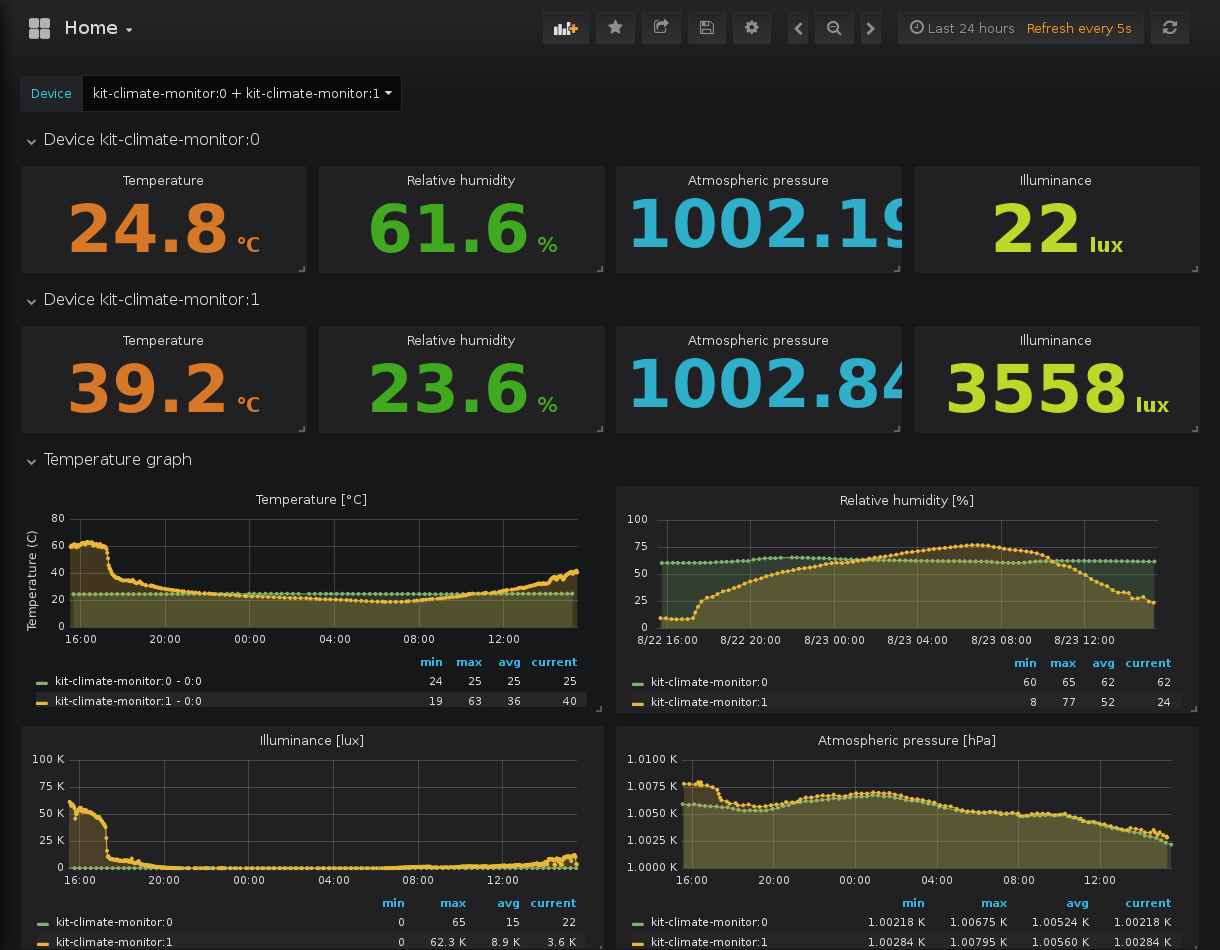 Home
Last 24 hours Refresh every 5s
Device kit-climate-monitor:0 + kit-climate-monitor:1
Device kit-climate-monitor:0
Temperature Relative humidity Atmospheric pressure Illuminance
24.8 °C 61.6 % 1002.19 22 lux
Device kit-climate-monitor:1
Temperature Relative humidity Atmospheric pressure Illuminance
39.2 °C 23.6 % 1002.84 3558 lux
Temperature graph
Temperature [°C]
Temperature (C)
80
60
40
20
0
16:00 20:00 00:00 04:00 08:00 12:00
min max avg current
kit-climate-monitor:0 - 0:0 24 25 25 25
kit-climate-monitor:1 - 0:0 19 63 36 40
Relative humidity [%]
100
75
50
25
0
8/22 16:00 8/22 20:00 8/23 00:00 8/23 04:00 8/23 08:00 8/23 12:00
min max avg current
kit-climate-monitor:0 60 65 62 62
kit-climate-monitor:1 8 77 52 24
Illuminance [lux]
100 K
75 K
50 K
25 K
0
16:00 20:00 00:00 04:00 08:00 12:00
min max avg current
kit-climate-monitor:0 0 65 15 22
kit-climate-monitor:1 0 62.3 K 8.9 K 3.6 K
Atmospheric pressure [hPa]
1.0100 K
1.0075 K
1.0050 K
1.0025 K
1.0000 K
16:00 20:00 00:00 04:00 08:00 12:00
min max avg current
kit-climate-monitor:0 1.00218 K 1.00675 K 1.00524 K 1.00218 K
kit-climate-monitor:1 1.00284 K 1.00795 K 1.00560 K 1.00284 K